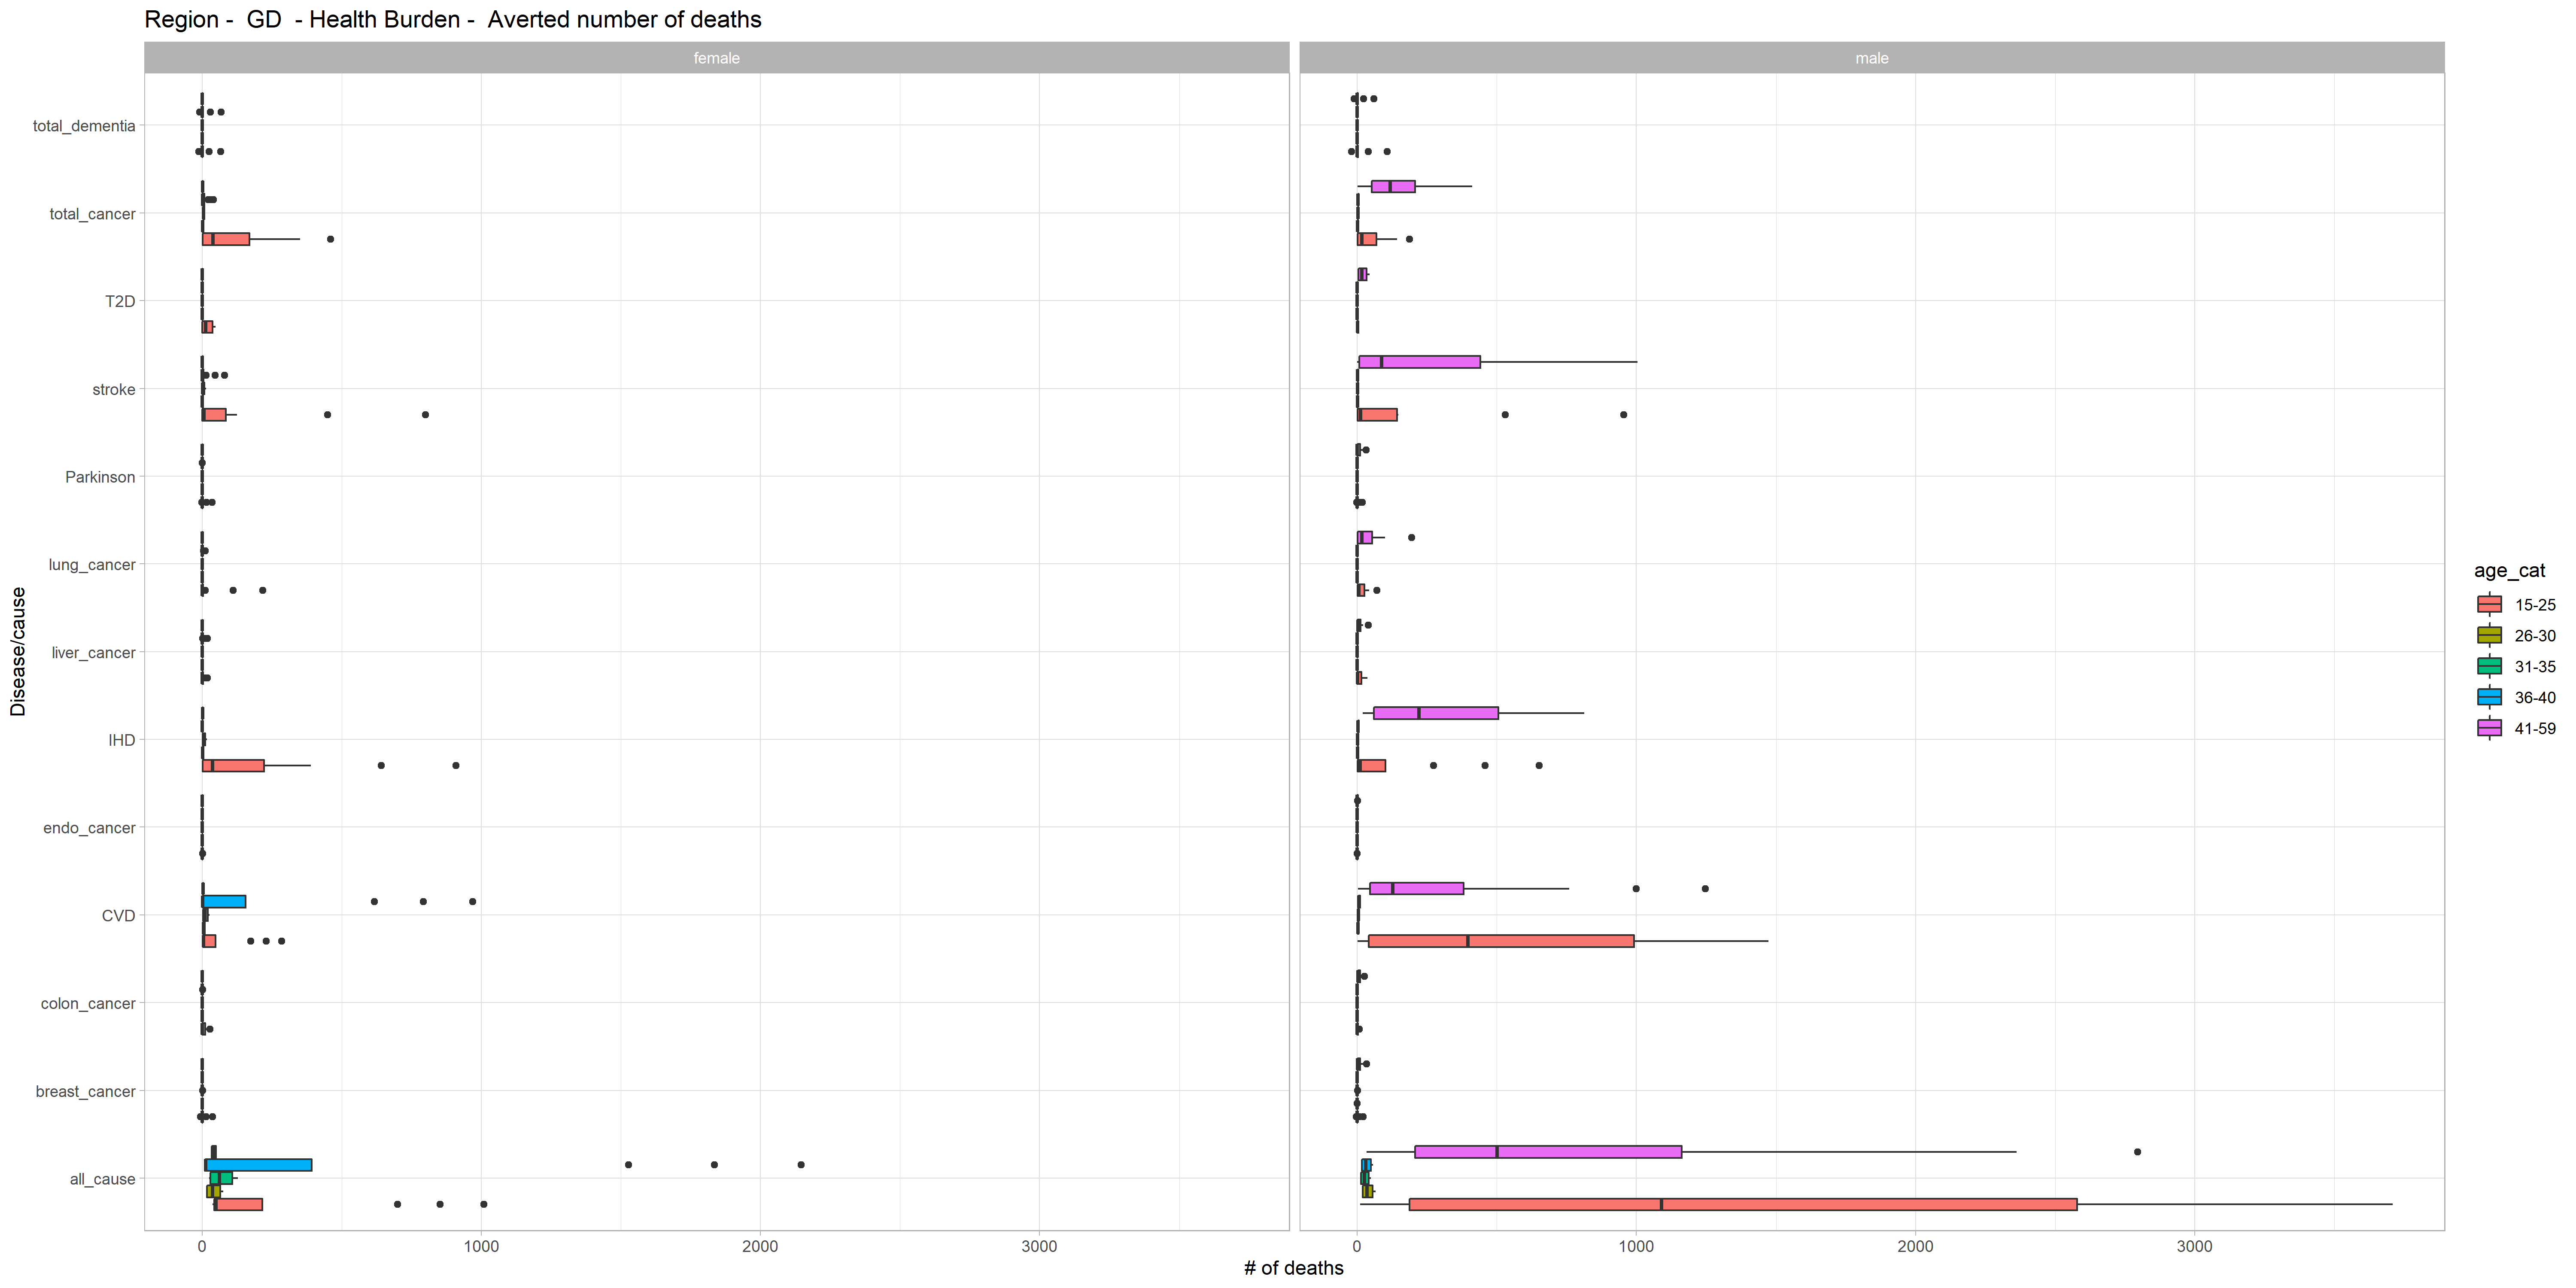 Region -  GD  - Health Burden -  Averted number of deaths
female
male
total_dementia
total_cancer
T2D
stroke
Parkinson
lung_cancer
liver_cancer
IHD
endo_cancer
CVD
colon_cancer
breast_cancer
all_cause
Disease/cause
0 1000 2000 3000
0 1000 2000 3000
# of deaths
age_cat
15-25
26-30
31-35
36-40
41-59